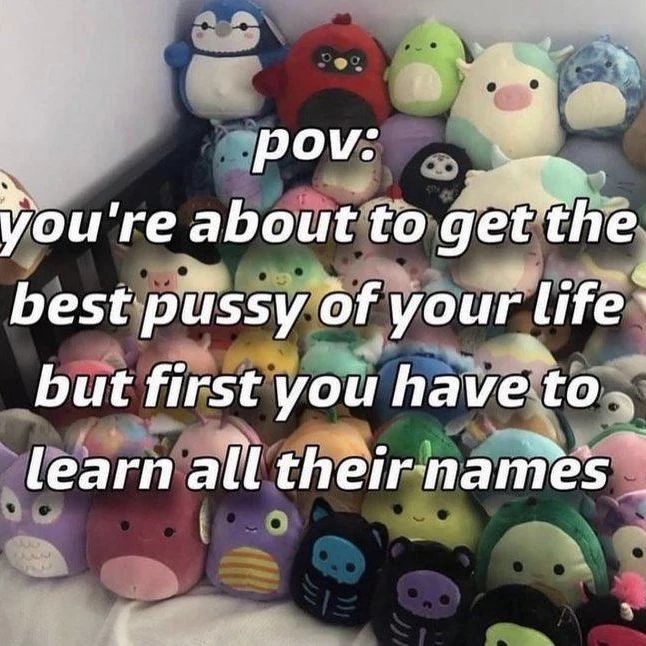 pov:
you're about to get the
best pussy of your life
but first you have to
learn all their names